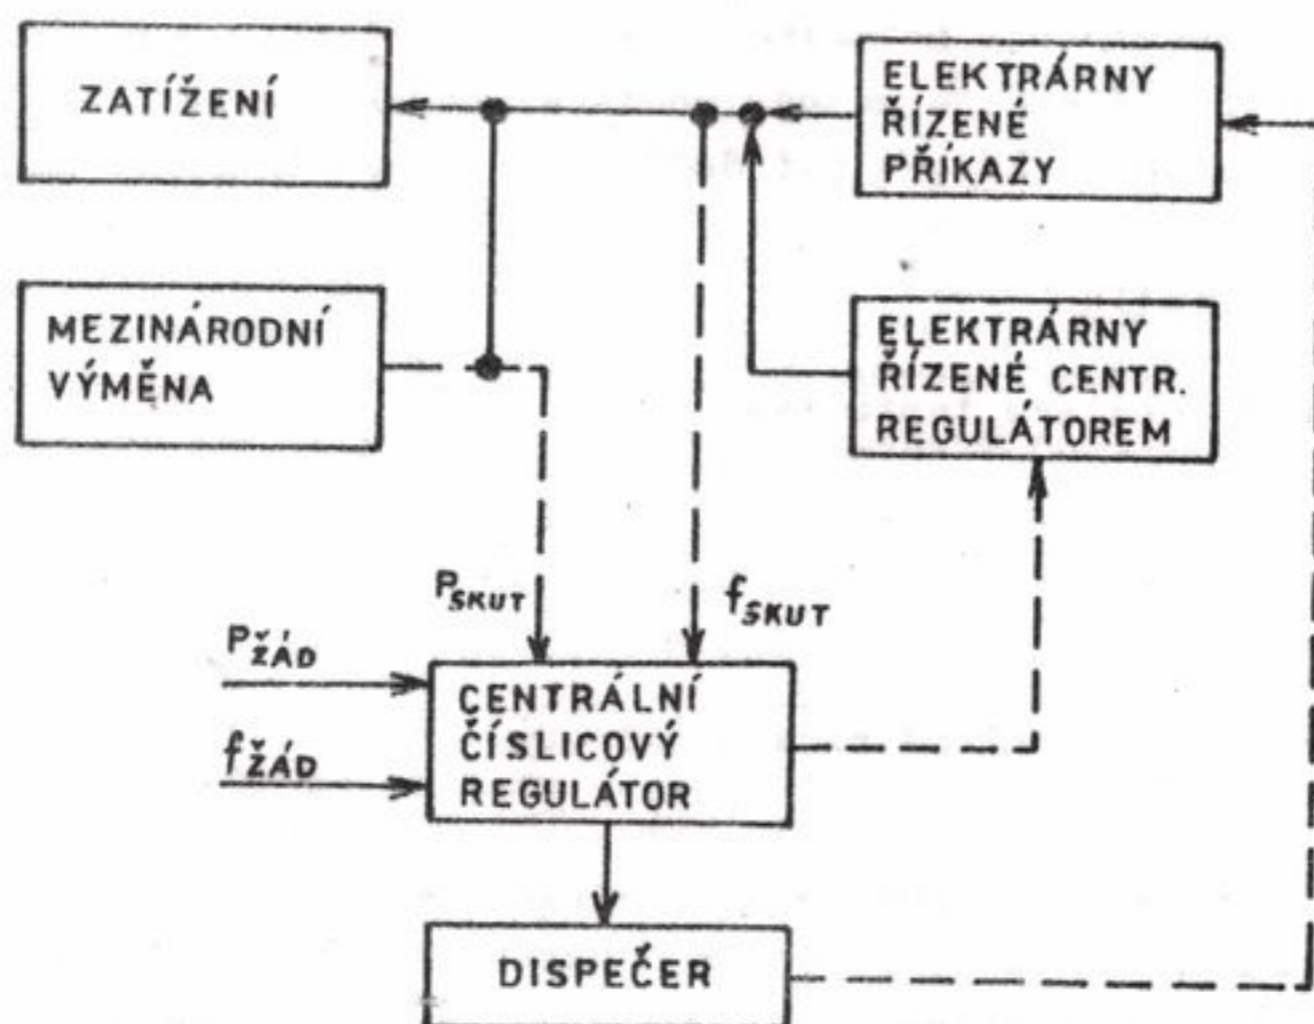 ZATÍŽENÍ
ELEKTRÁRNY
ŘÍZENÉ
PŘÍKAZY
MEZINÁRODNÍ
VÝMĚNA
ELEKTRÁRNY
ŘÍZENÉ CENTR.
REGULÁTOREM
PSKUT
fSKUT
PŽÁD
fŽÁD
CENTRÁLNÍ
ČÍSLICOVÝ
REGULÁTOR
DISPEČER